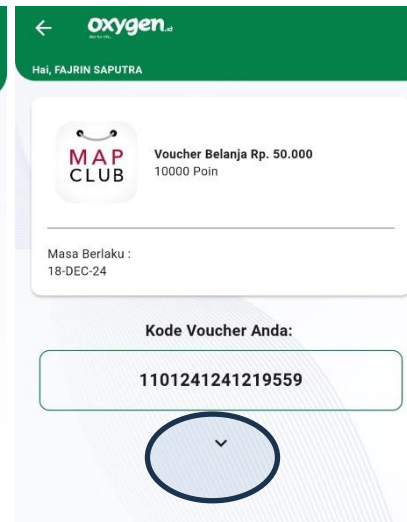 oxygen.id
Hai, FAJRIN SAPUTRA
MAP
CLUB
Voucher Belanja Rp. 50.000
10000 Poin
Masa Berlaku :
18-DEC-24
Kode Voucher Anda:
1101241241219559